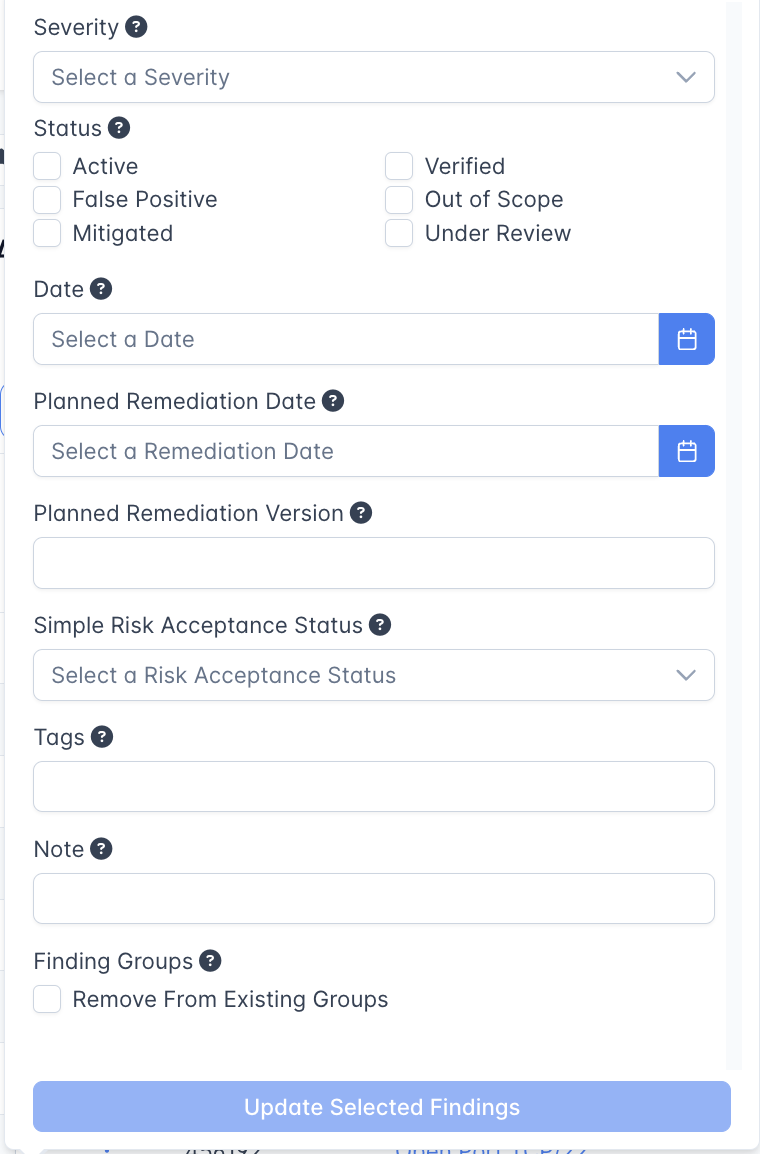 Severity ?
Select a Severity
Status ?
Active Verified
False Positive Out of Scope
Mitigated Under Review
Date ?
Select a Date
Planned Remediation Date ?
Select a Remediation Date
Planned Remediation Version ?
Simple Risk Acceptance Status ?
Select a Risk Acceptance Status
Tags ?
Note ?
Finding Groups ?
Remove From Existing Groups
Update Selected Findings